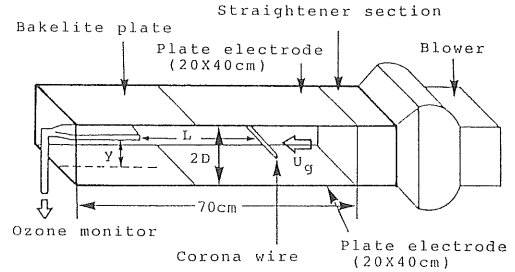 Straightener section
Bakelite plate
Plate electrode
(20X40cm)
Blower
L
y
2D
Ug
70cm
Ozone monitor
Corona wire
Plate electrode
(20X40cm)